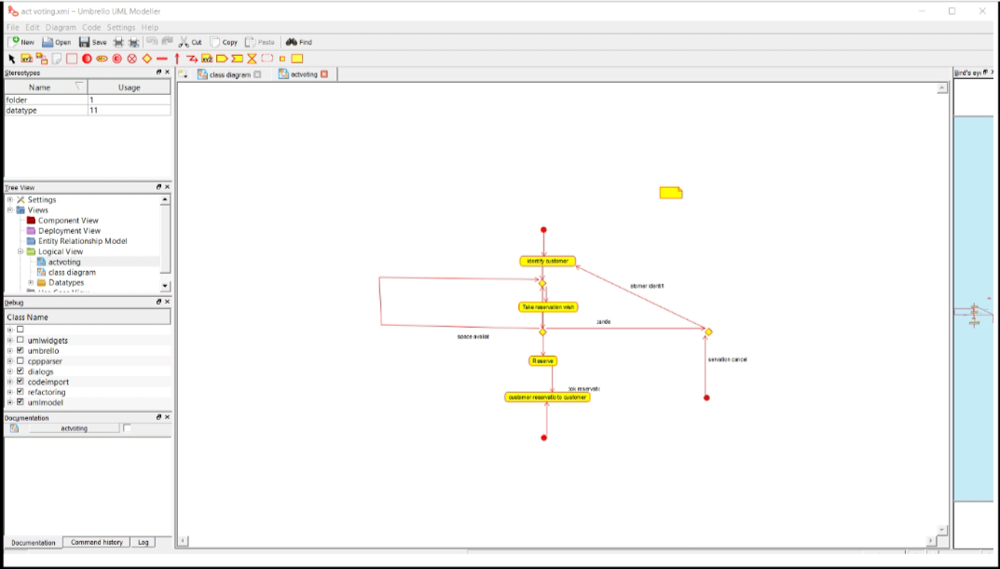 act voting.xmi – Umbrello UML Modeller
File Edit Diagram Code Settings Help
New Open Save Cut Copy Paste Find
Stereotypes
class diagram
actvoting
Bird's eye
Name Usage
folder 1
datatype 11
Tree View
Settings
Views
Component View
Deployment View
Entity Relationship Model
Logical View
actvoting
class diagram
Datatypes
Debug
Class Name
umlwidgets
umbrello
cppparser
dialogs
codeimport
refactoring
umlmodel
Documentation
actvoting
Documentation Command history Log
identify customer
otomer identifi
Take reservation wish
cande
space availat
Reserve
servation cancel
ook reservatic
customer reservatio to customer